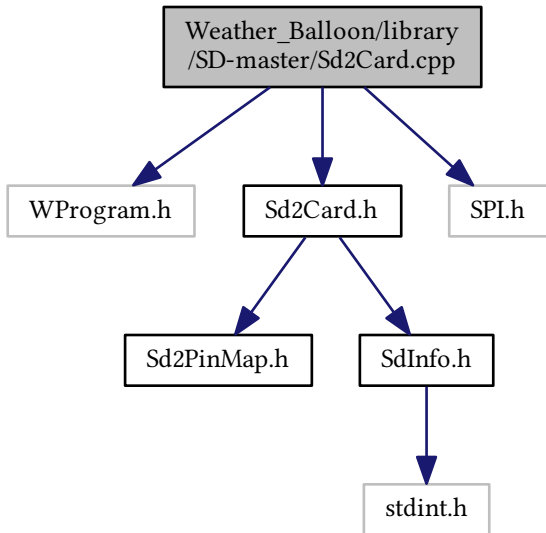 Weather_Balloon/library
/SD-master/Sd2Card.cpp
WProgram.h
Sd2Card.h
SPI.h
Sd2PinMap.h
SdInfo.h
stdint.h